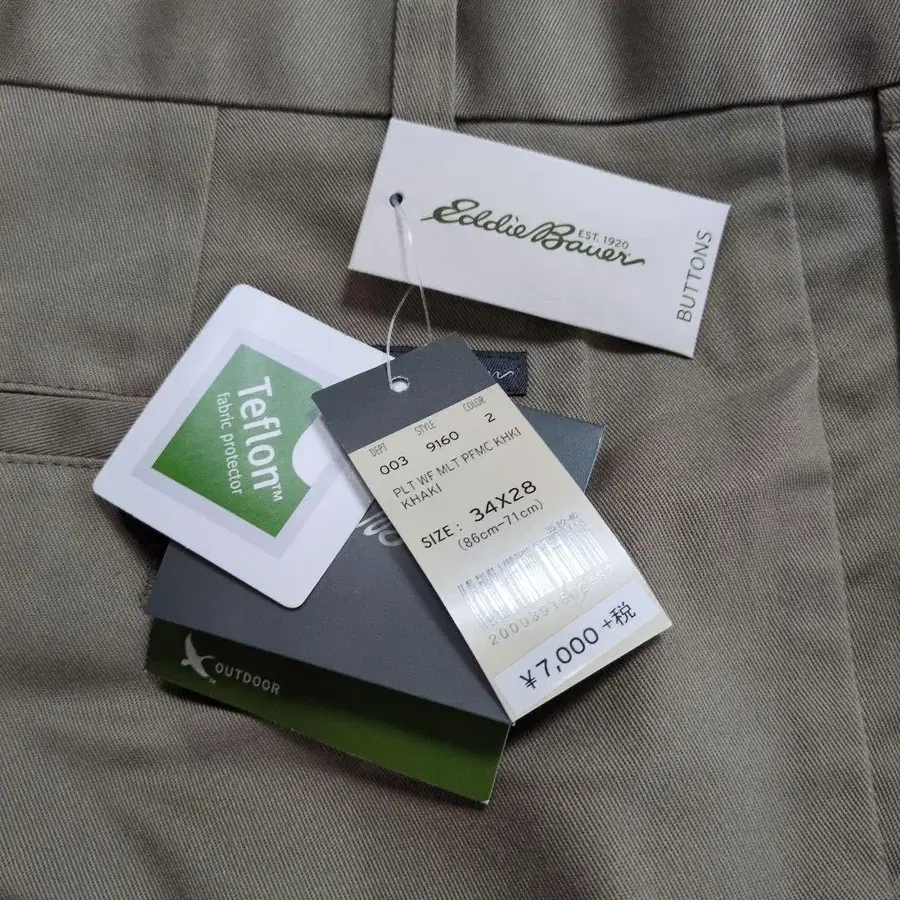 Eddie Bauer
EST. 1920
BUTTONS
Teflon™
fabric protector
DEPT STYLE COLOR
003 9160 2
PLT WF MLT PFMC KHKI
KHAKI
SIZE: 34X28
(86cm-71cm)
¥7,000+税
OUTDOOR